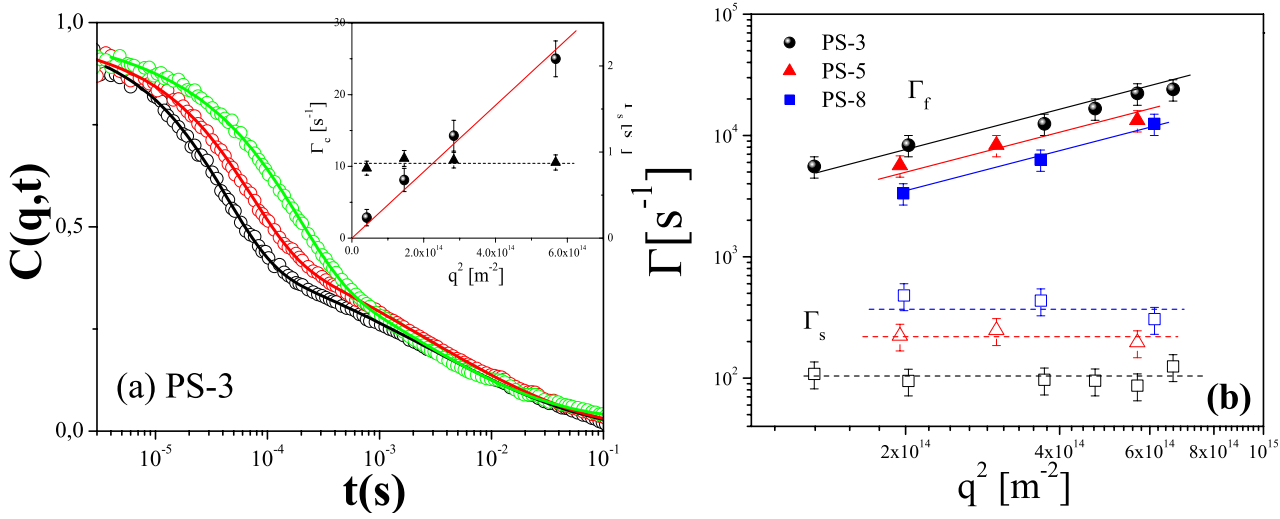 C(q,t)
1,0
0,5
0,0
10⁻⁵
10⁻⁴
10⁻³
10⁻²
10⁻¹
t(s)
(a) PS-3
Γc [s⁻¹]
30
20
10
0
0.0
2.0x10¹⁴
4.0x10¹⁴
6.0x10¹⁴
q² [m⁻²]
2
1
0
Γ[s⁻¹]
10⁵
10⁴
10³
10²
PS-3
PS-5
PS-8
Γf
Γs
(b)
2x10¹⁴
4x10¹⁴
6x10¹⁴
8x10¹⁴
10¹⁵
q² [m⁻²]